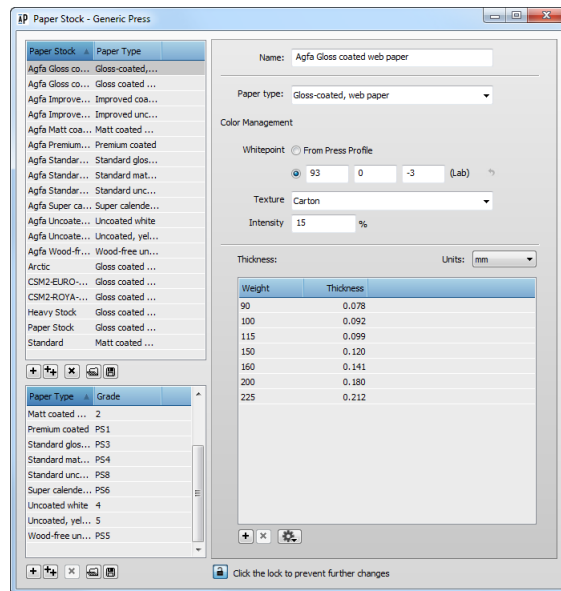 AP Paper Stock - Generic Press
Paper Stock Paper Type
Agfa Gloss co... Gloss-coated,...
Agfa Gloss co... Gloss coated ...
Agfa Improve... Improved coa...
Agfa Improve... Improved unc...
Agfa Matt coa... Matt coated ...
Agfa Premium... Premium coated
Agfa Standar... Standard glos...
Agfa Standar... Standard mat...
Agfa Standar... Standard unc...
Agfa Super ca... Super calende...
Agfa Uncoate... Uncoated white
Agfa Uncoate... Uncoated, yel...
Agfa Wood-fr... Wood-free un...
Arctic Gloss coated ...
CSM2-EURO-... Gloss coated ...
CSM2-ROYA-... Gloss coated ...
Heavy Stock Gloss coated ...
Paper Stock Gloss coated ...
Standard Matt coated ...
Paper Type Grade
Matt coated ... 2
Premium coated PS1
Standard glos... PS3
Standard mat... PS4
Standard unc... PS8
Super calende... PS6
Uncoated white 4
Uncoated, yel... 5
Wood-free un... PS5
Name: Agfa Gloss coated web paper
Paper type: Gloss-coated, web paper
Color Management
Whitepoint From Press Profile
93 0 -3 (Lab)
Texture Carton
Intensity 15 %
Thickness: Units: mm
Weight Thickness
90 0.078
100 0.092
115 0.099
150 0.120
160 0.141
200 0.180
225 0.212
Click the lock to prevent further changes